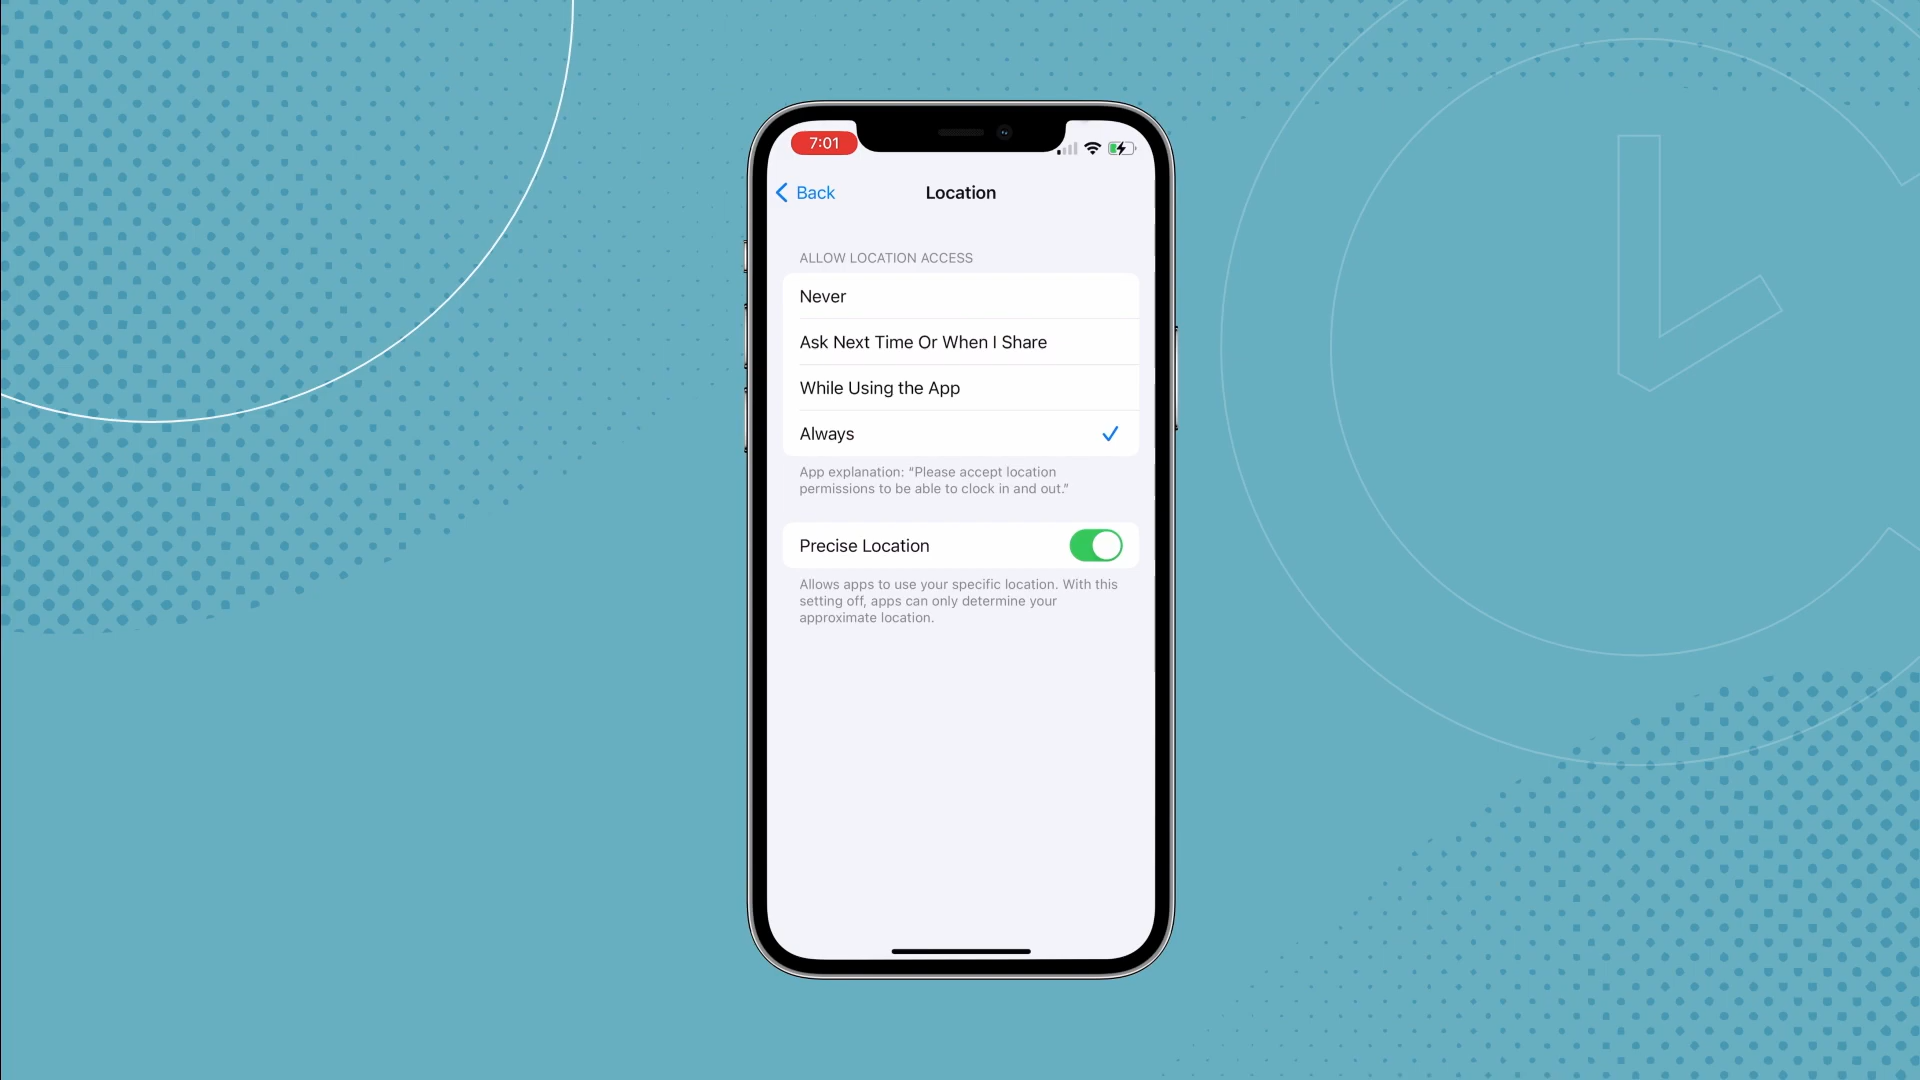 7:01
Back
Location
ALLOW LOCATION ACCESS
Never
Ask Next Time Or When I Share
While Using the App
Always
App explanation: “Please accept location
permissions to be able to clock in and out.”
Precise Location
Allows apps to use your specific location. With this
setting off, apps can only determine your
approximate location.